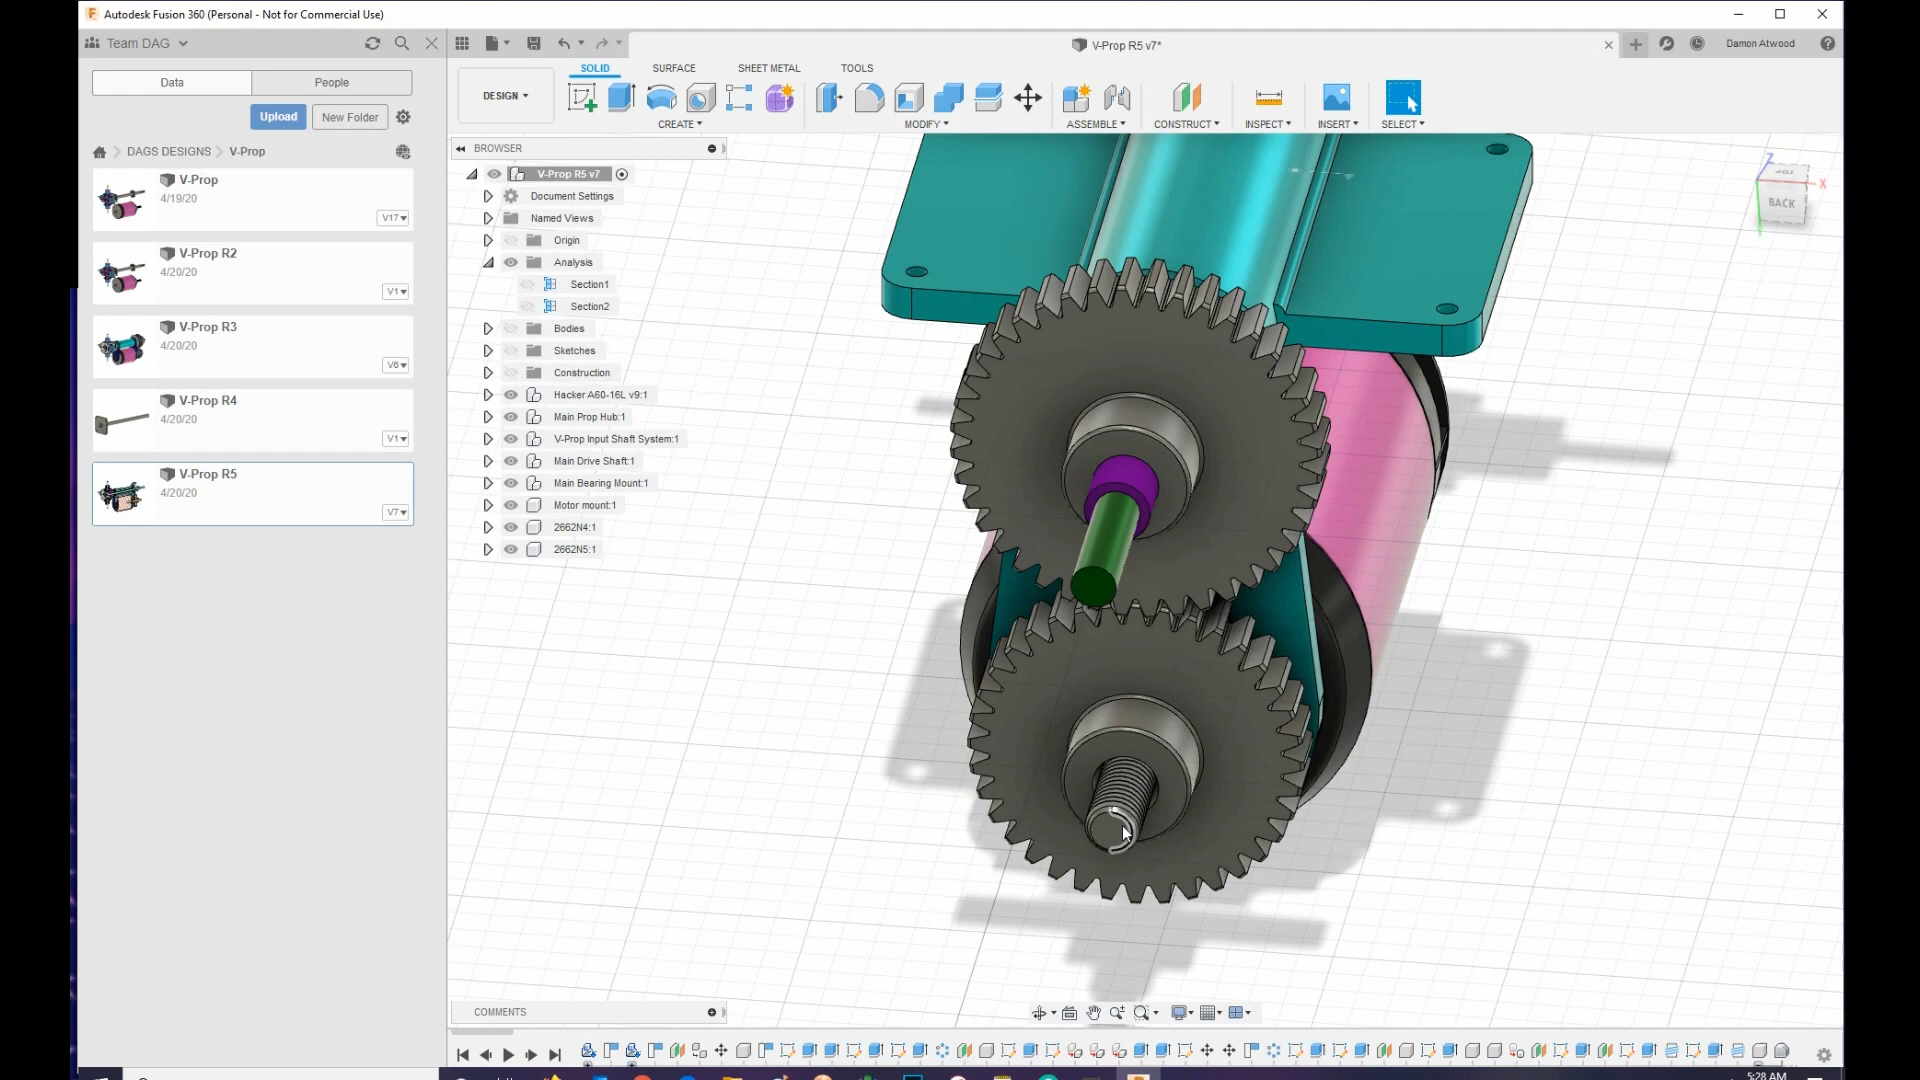 Autodesk Fusion 360 (Personal - Not for Commercial Use)
Team DAG
V-Prop R5 v7*
Damon Atwood
Data
People
Upload
New Folder
DAGS DESIGNS
V-Prop
V-Prop
4/19/20
V17
V-Prop R2
4/20/20
V1
V-Prop R3
4/20/20
V6
V-Prop R4
4/20/20
V1
V-Prop R5
4/20/20
V7
SOLID
SURFACE
SHEET METAL
TOOLS
DESIGN
CREATE
MODIFY
ASSEMBLE
CONSTRUCT
INSPECT
INSERT
SELECT
BROWSER
V-Prop R5 v7
Document Settings
Named Views
Origin
Analysis
Section1
Section2
Bodies
Sketches
Construction
Hacker A60-16L v9:1
Main Prop Hub:1
V-Prop Input Shaft System:1
Main Drive Shaft:1
Main Bearing Mount:1
Motor mount:1
2662N4:1
2662N5:1
Z
X
TOP
BACK
COMMENTS
5:28 AM